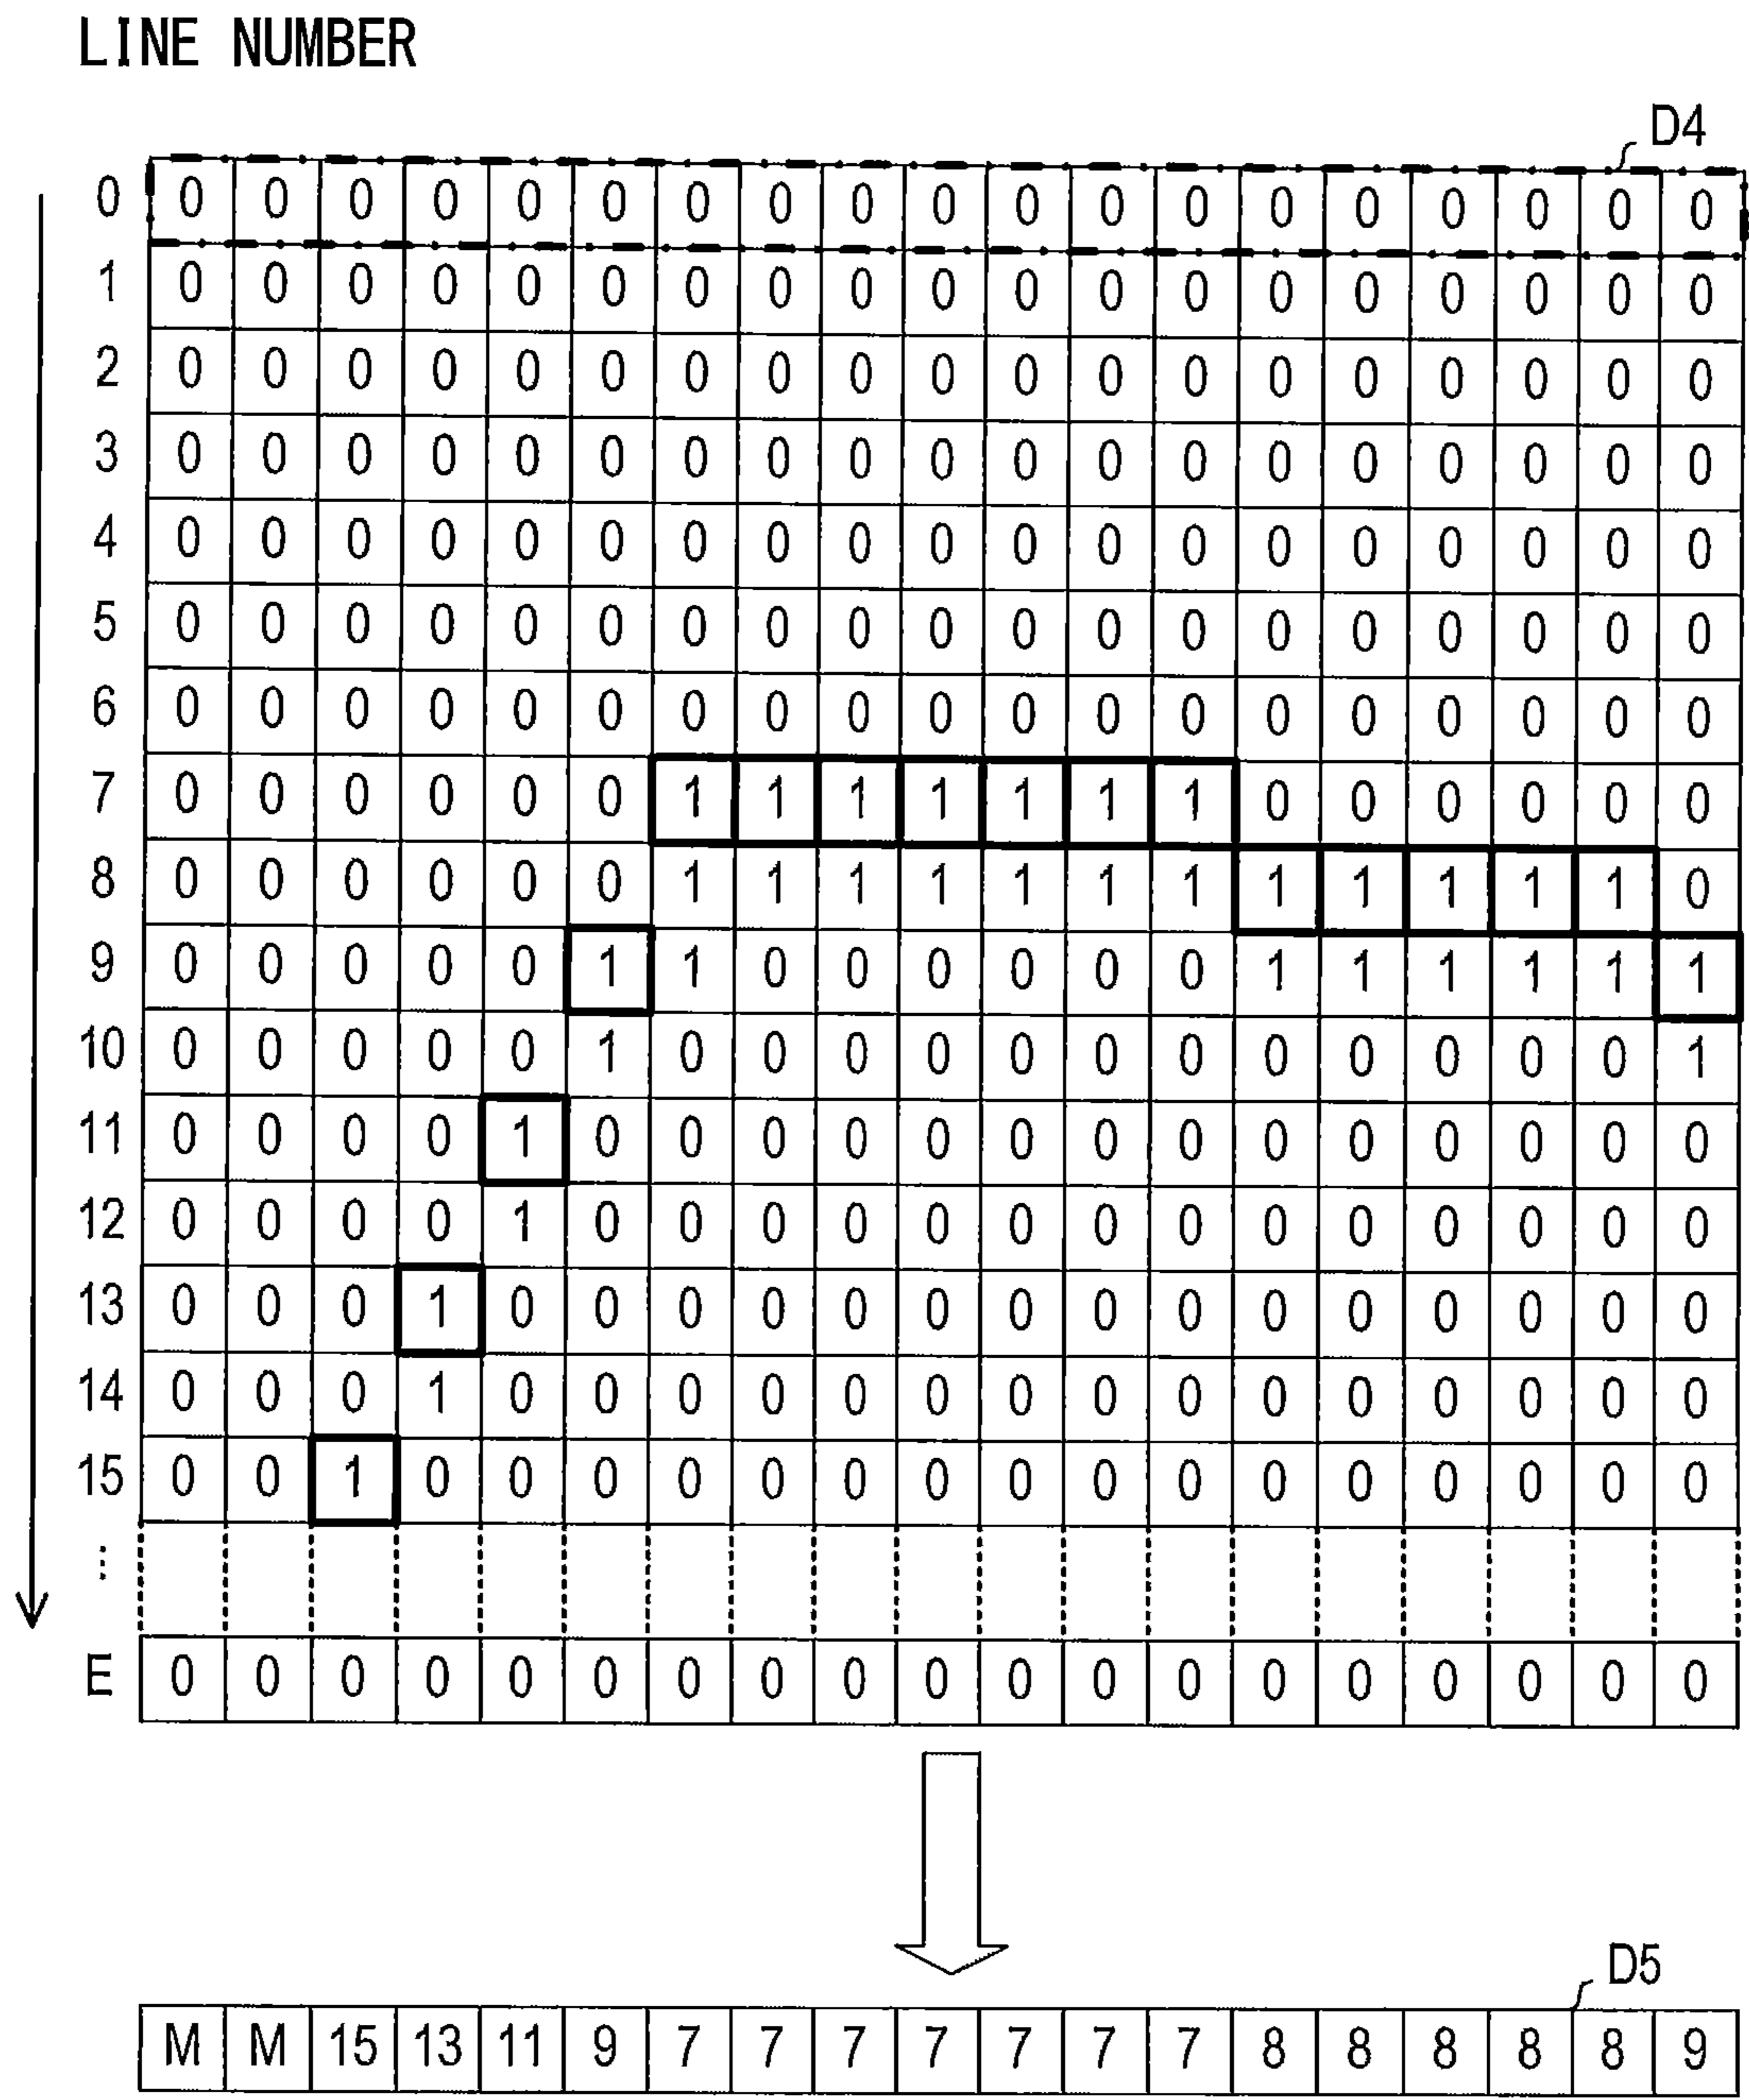 LINE NUMBER
D4
0 0 0 0 0 0 0 0 0 0 0 0 0 0 0 0 0 0 0 0
1 0 0 0 0 0 0 0 0 0 0 0 0 0 0 0 0 0 0 0
2 0 0 0 0 0 0 0 0 0 0 0 0 0 0 0 0 0 0 0
3 0 0 0 0 0 0 0 0 0 0 0 0 0 0 0 0 0 0 0
4 0 0 0 0 0 0 0 0 0 0 0 0 0 0 0 0 0 0 0
5 0 0 0 0 0 0 0 0 0 0 0 0 0 0 0 0 0 0 0
6 0 0 0 0 0 0 0 0 0 0 0 0 0 0 0 0 0 0 0
7 0 0 0 0 0 0 1 1 1 1 1 1 1 0 0 0 0 0 0
8 0 0 0 0 0 0 1 1 1 1 1 1 1 1 1 1 1 1 0
9 0 0 0 0 0 1 1 0 0 0 0 0 0 1 1 1 1 1 1
10 0 0 0 0 0 1 0 0 0 0 0 0 0 0 0 0 0 0 1
11 0 0 0 0 1 0 0 0 0 0 0 0 0 0 0 0 0 0 0
12 0 0 0 0 1 0 0 0 0 0 0 0 0 0 0 0 0 0 0
13 0 0 0 1 0 0 0 0 0 0 0 0 0 0 0 0 0 0 0
14 0 0 0 1 0 0 0 0 0 0 0 0 0 0 0 0 0 0 0
15 0 0 1 0 0 0 0 0 0 0 0 0 0 0 0 0 0 0 0
⋮
E 0 0 0 0 0 0 0 0 0 0 0 0 0 0 0 0 0 0 0
D5
M M 15 13 11 9 7 7 7 7 7 7 7 8 8 8 8 8 9